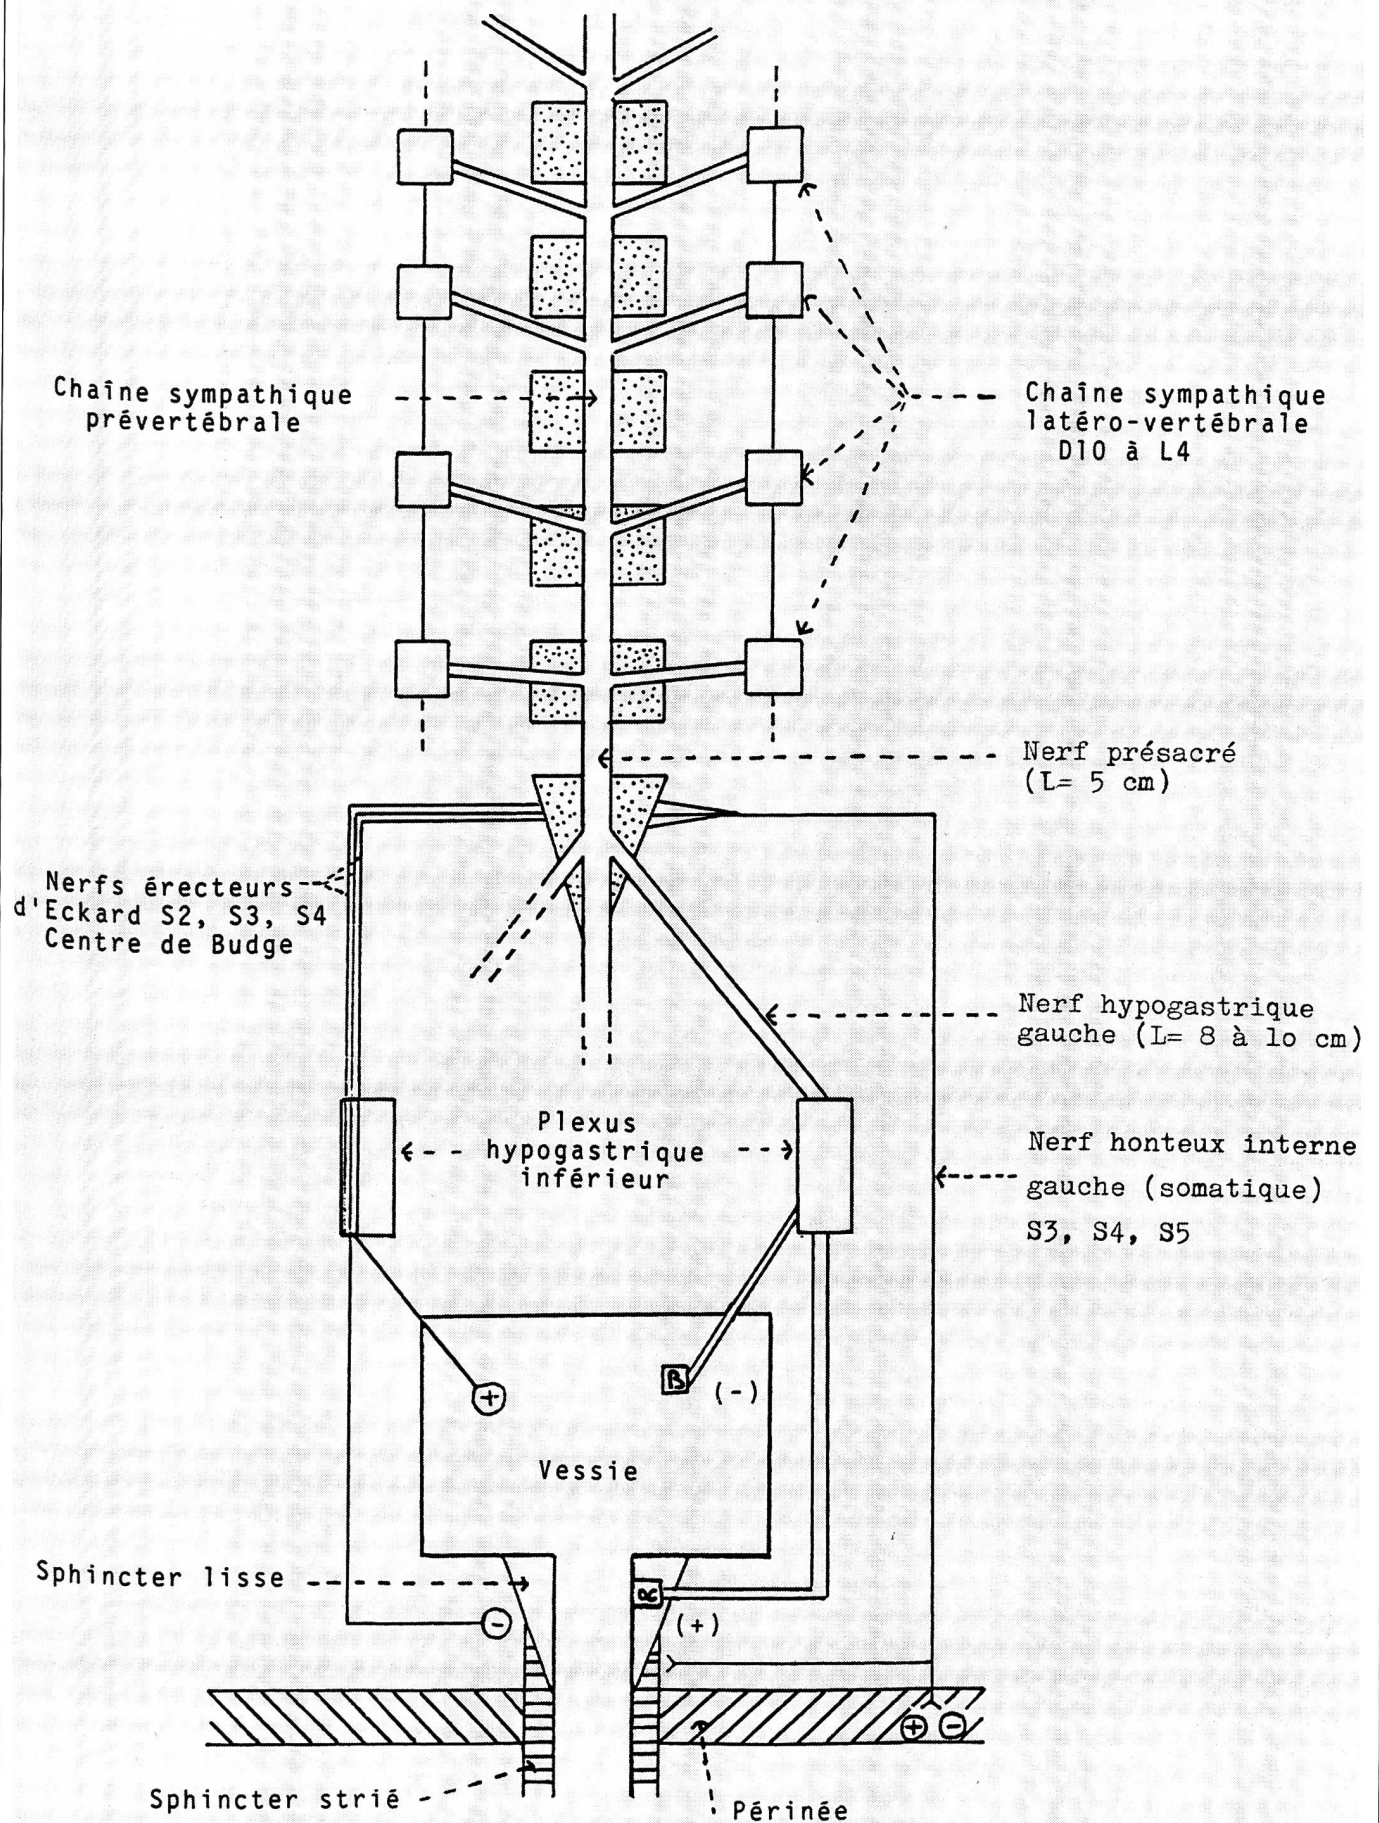 Chaîne sympathique
prévertébrale
Chaîne sympathique
latéro-vertébrale
D10 à L4
Nerf présacré
(L= 5 cm)
Nerfs érecteurs
d'Eckard S2, S3, S4
Centre de Budge
Nerf hypogastrique
gauche (L= 8 à lo cm)
Plexus
hypogastrique
inférieur
Nerf honteux interne
gauche (somatique)
S3, S4, S5
+
β
(-)
Vessie
Sphincter lisse
α
-
(+)
+ -
Sphincter strié
Périnée